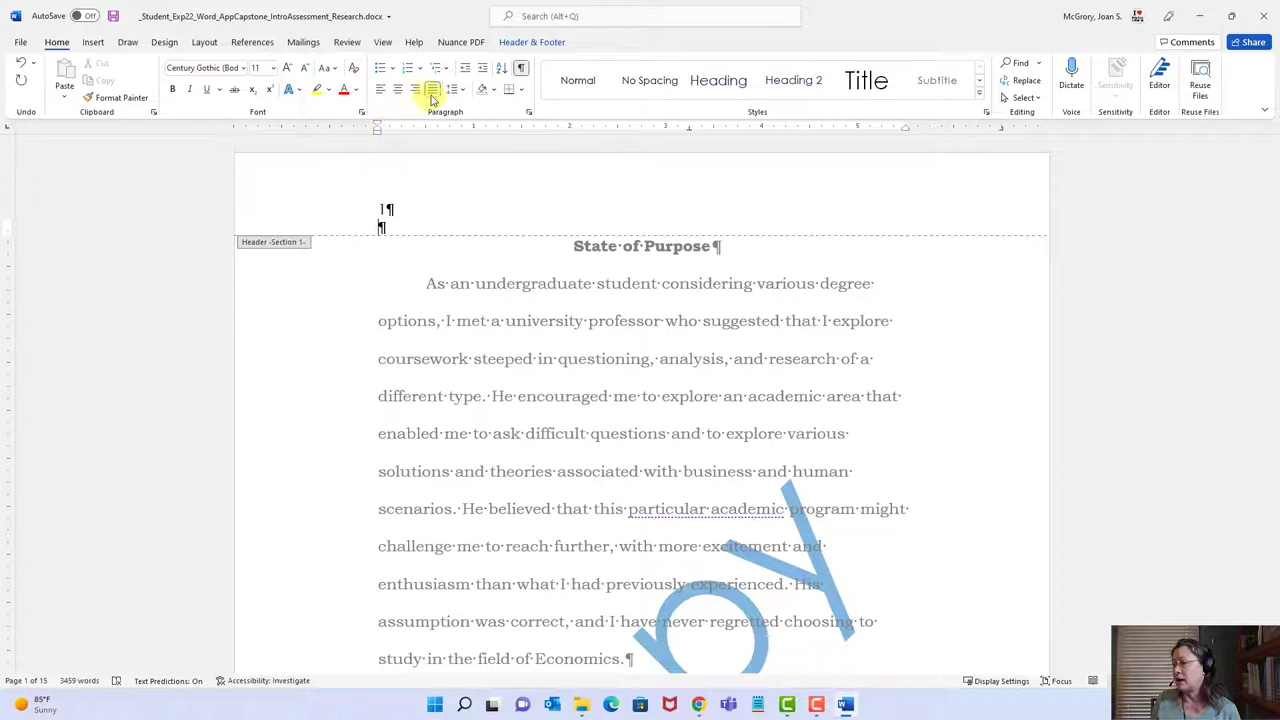 AutoSave Off _Student_Exp22_Word_AppCapstone_IntroAssessment_Research.docx Search (Alt+Q) McGrory, Joan S.
File Home Insert Draw Design Layout References Mailings Review View Help Nuance PDF Header & Footer Comments Share
Cut
Copy
Format Painter
Paste
Century Gothic (Bod 11
Normal No Spacing Heading Heading 2 Title Subtitle
Find
Replace
Select
Dictate Sensitivity Editor Reuse Files
Undo Clipboard Font Paragraph Styles Editing Voice Sensitivity Editor Reuse Files
1¶
¶
Header -Section 1-
State·of·Purpose¶
As·an·undergraduate·student·considering·various·degree·
options,·I·met·a·university·professor·who·suggested·that·I·explore·
coursework·steeped·in·questioning,·analysis,·and·research·of·a·
different·type.·He·encouraged·me·to·explore·an·academic·area·that·
enabled·me·to·ask·difficult·questions·and·to·explore·various·
solutions·and·theories·associated·with·business·and·human·
scenarios.·He·believed·that·this·particular·academic·program·might·
challenge·me·to·reach·further,·with·more·excitement·and·
enthusiasm·than·what·I·had·previously·experienced.·His·
assumption·was·correct,·and·I·have·never·regretted·choosing·to·
study·in·the·field·of·Economics.¶
py
Page 1 of 15 3459 words Text Predictions: On Accessibility: Investigate Display Settings Focus
85°F
Sunny